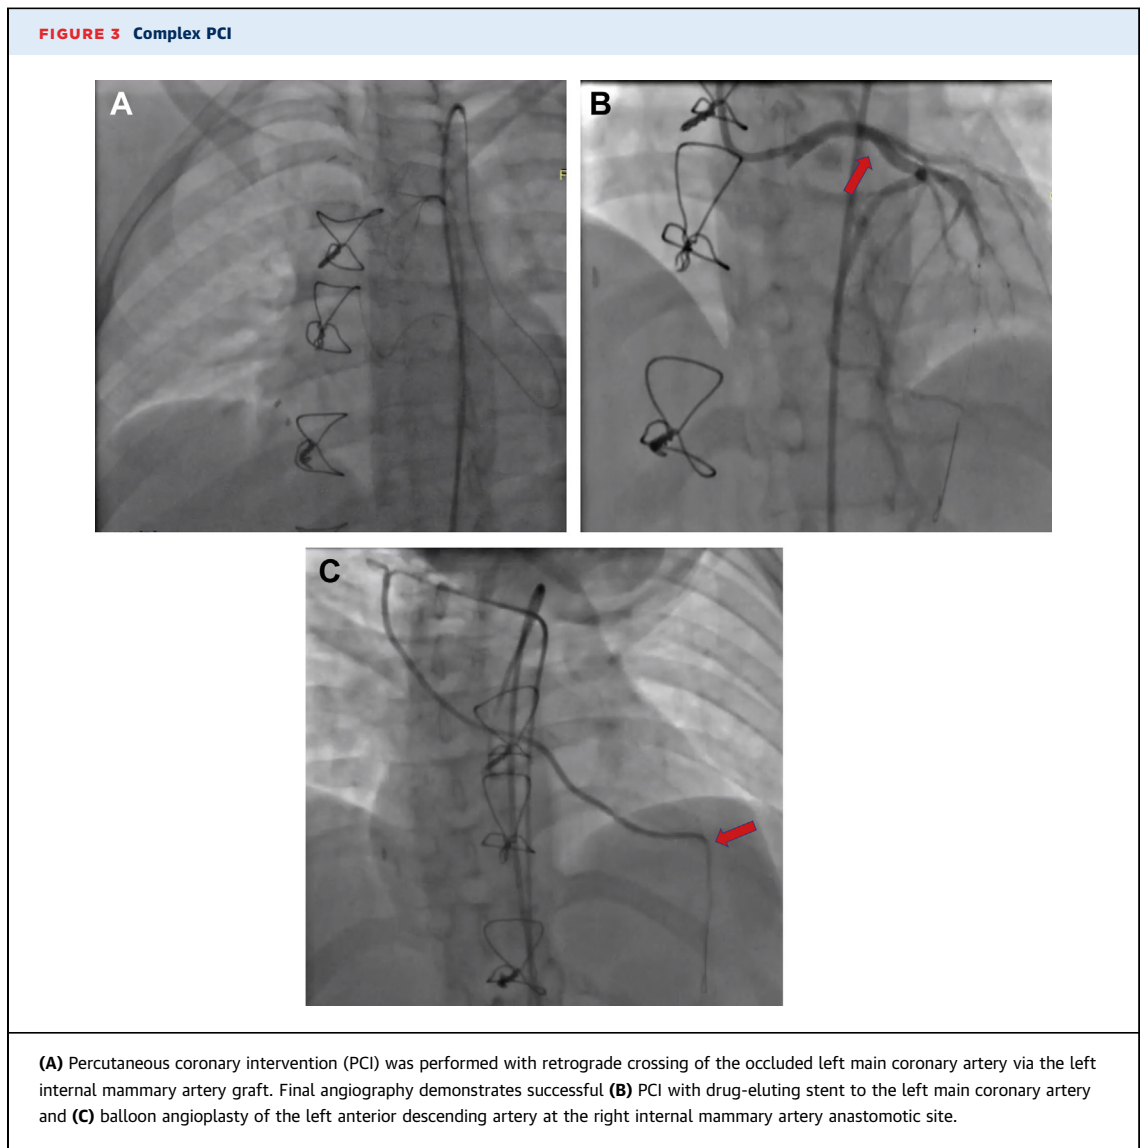 FIGURE 3 Complex PCI
A
B
F
C
(A) Percutaneous coronary intervention (PCI) was performed with retrograde crossing of the occluded left main coronary artery via the left
internal mammary artery graft. Final angiography demonstrates successful (B) PCI with drug-eluting stent to the left main coronary artery
and (C) balloon angioplasty of the left anterior descending artery at the right internal mammary artery anastomotic site.